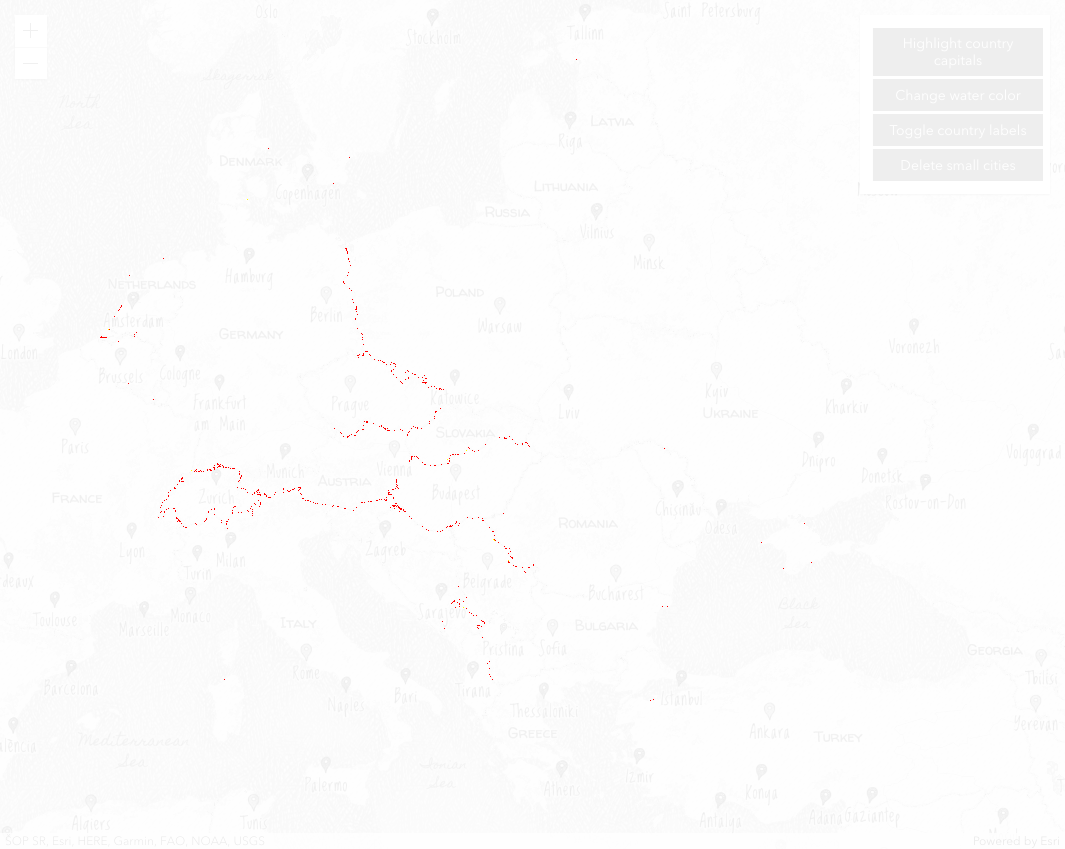 Oslo
Saint Petersburg
Stockholm
Tallinn
Highlight country
capitals
Change water color
Toggle country labels
Delete small cities
Skagerrak
North
Sea
LATVIA
Riga
DENMARK
Copenhagen
LITHUANIA
RUSSIA
Vilnius
Minsk
Hamburg
NETHERLANDS
Amsterdam
Berlin
POLAND
Warsaw
GERMANY
London
Voronezh
Brussels
Cologne
Frankfurt
am Main
Prague
Katowice
Lviv
Kyiv
UKRAINE
Kharkiv
Paris
SLOVAKIA
Dnipro
Volgograd
Munich
Vienna
Donetsk
Zürich
AUSTRIA
Budapest
FRANCE
Chișinău
Odesa
Rostov-on-Don
ROMANIA
Lyon
Milan
Turin
Zagreb
Belgrade
deaux
Bucharest
Toulouse
Monaco
Marseille
Sarajevo
ITALY
BULGARIA
Black
Sea
Pristina
Sofia
GEORGIA
Rome
Tbilisi
Barcelona
Naples
Bari
Tirana
Istanbul
Thessaloniki
Yerevan
GREECE
Ankara
TURKEY
alencia
Mediterranean
Sea
Ionian
Sea
Palermo
Athens
Izmir
Konya
Algiers
Antalya
Adana
Gaziantep
Esri, HERE, Garmin, FAO, NOAA, USGS
Powered by Esri